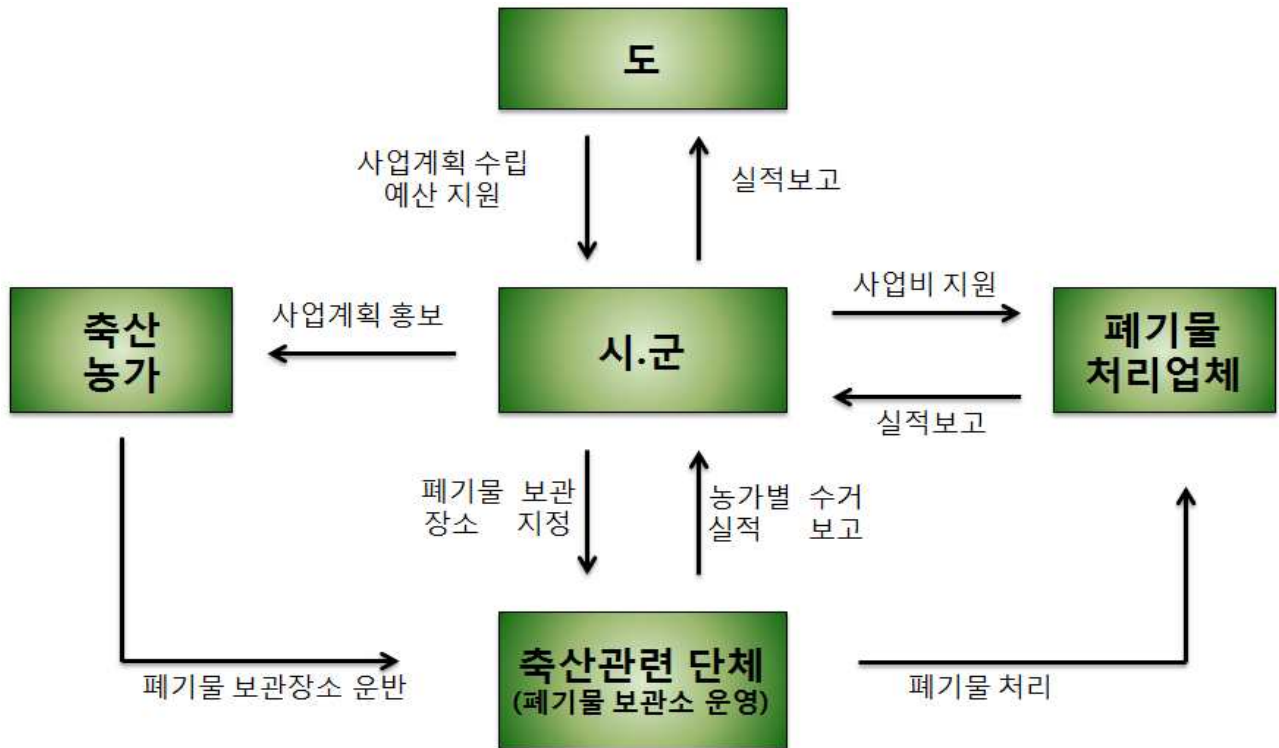 도
사업계획 수립
예산 지원
실적보고
축산
농가
사업계획 홍보
시.군
사업비 지원
실적보고
폐기물
처리업체
폐기물 보관
장소 지정
농가별 수거
실적 보고
폐기물 보관장소 운반
축산관련 단체
(폐기물 보관소 운영)
폐기물 처리